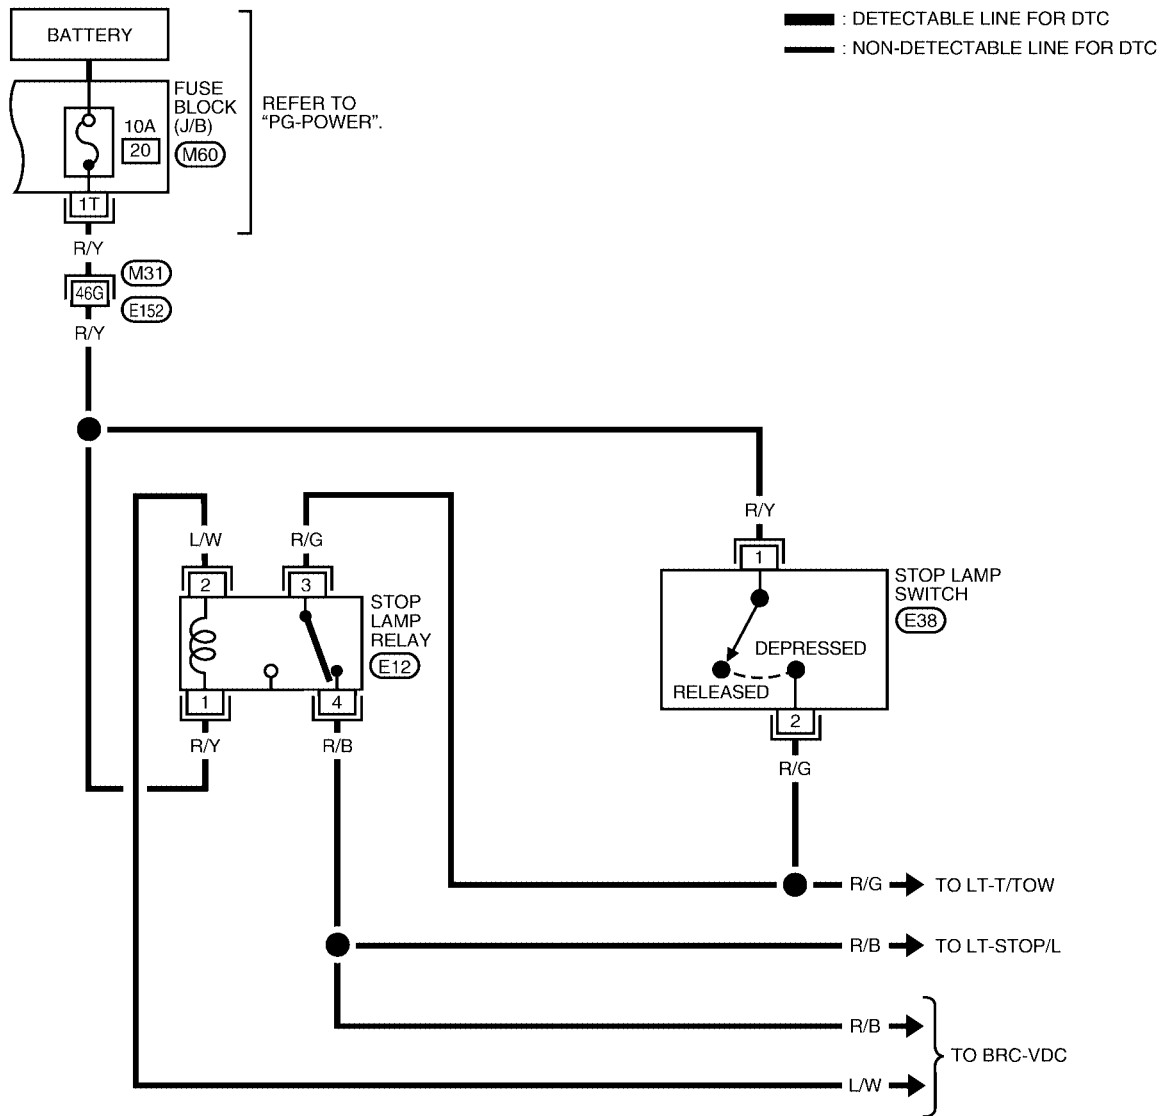 BATTERY
: DETECTABLE LINE FOR DTC
: NON-DETECTABLE LINE FOR DTC
FUSE
BLOCK
(J/B)
M60
10A
20
REFER TO
"PG-POWER".
1T
R/Y
M31
46G
E152
R/Y
R/Y
L/W
R/G
1
2
3
STOP LAMP
SWITCH
E38
STOP
LAMP
RELAY
E12
DEPRESSED
RELEASED
1
4
2
R/Y
R/B
R/G
R/G
TO LT-T/TOW
R/B
TO LT-STOP/L
R/B
TO BRC-VDC
L/W